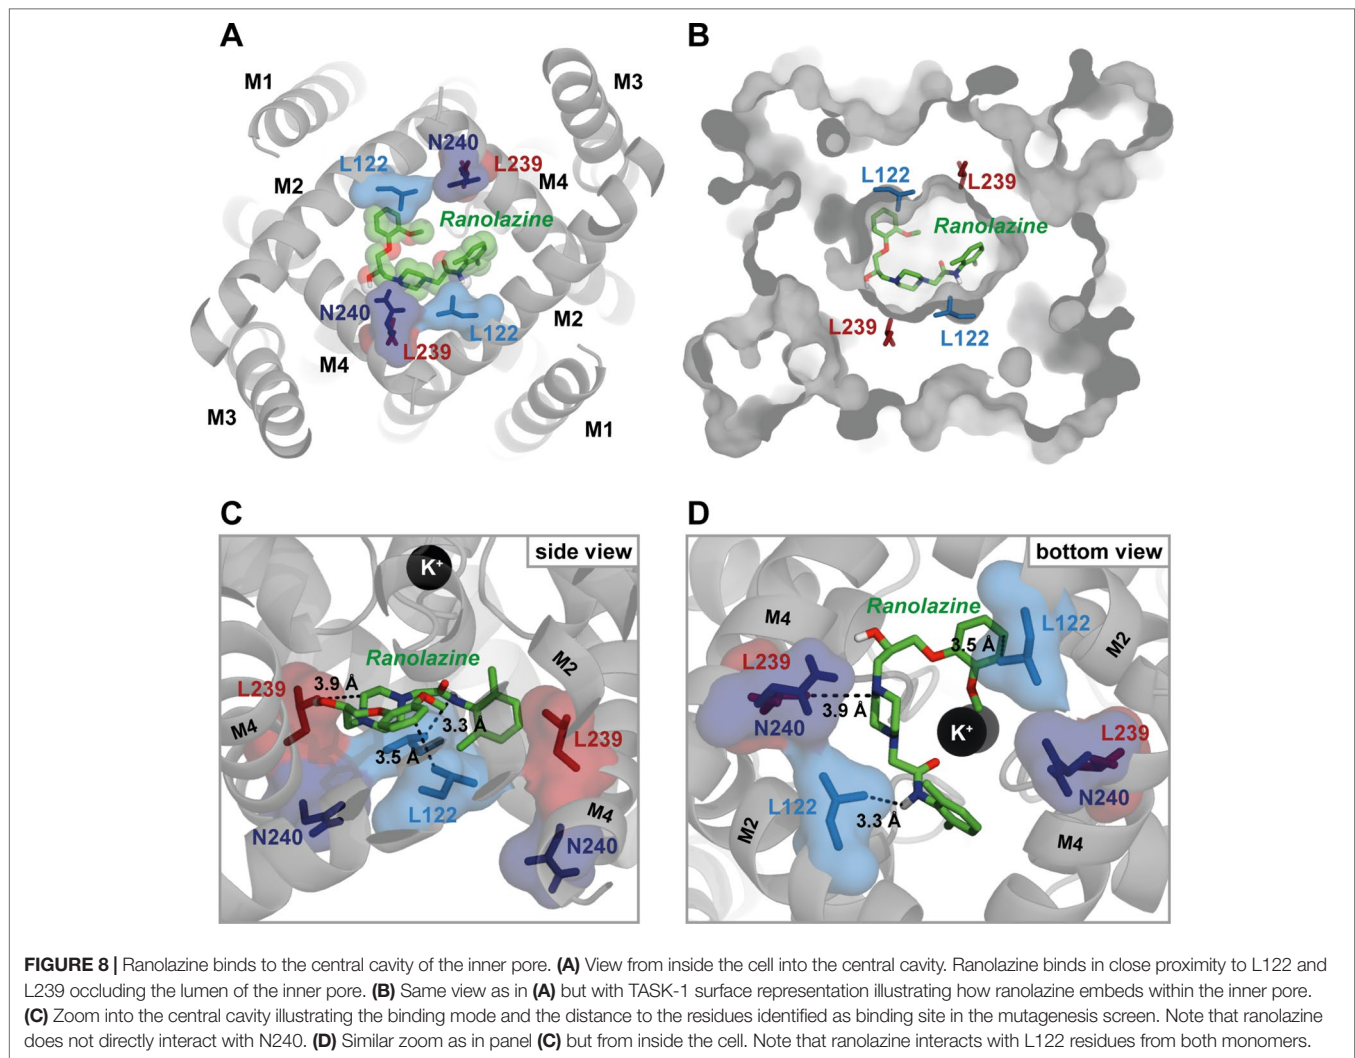 A
M1
M3
N240
L122
L239
M2
M4
Ranolazine
N240
L122
M2
L239
M4
M3
M1
B
L122
L239
Ranolazine
L239
L122
C
side view
K+
Ranolazine
M2
L239
3.9 Å
M4
3.3 Å
L239
3.5 Å
L122
M4
N240
N240
D
bottom view
Ranolazine
M4
L122
3.5 Å
M2
L239
3.9 Å
N240
K+
L239
N240
L122
3.3 Å
M2
M4
FIGURE 8 | Ranolazine binds to the central cavity of the inner pore. (A) View from inside the cell into the central cavity. Ranolazine binds in close proximity to L122 and
L239 occluding the lumen of the inner pore. (B) Same view as in (A) but with TASK-1 surface representation illustrating how ranolazine embeds within the inner pore.
(C) Zoom into the central cavity illustrating the binding mode and the distance to the residues identified as binding site in the mutagenesis screen. Note that ranolazine
does not directly interact with N240. (D) Similar zoom as in panel (C) but from inside the cell. Note that ranolazine interacts with L122 residues from both monomers.